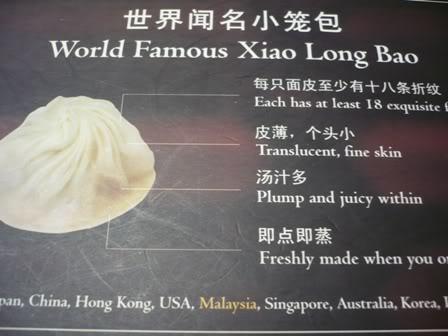 世界闻名小笼包
World Famous Xiao Long Bao
每只面皮至少有十八条折纹
Each has at least 18 exquisite
皮薄，个头小
Translucent, fine skin
汤汁多
Plump and juicy within
即点即蒸
Freshly made when you
China, Hong Kong, USA, Malaysia, Singapore, Australia, Korea,